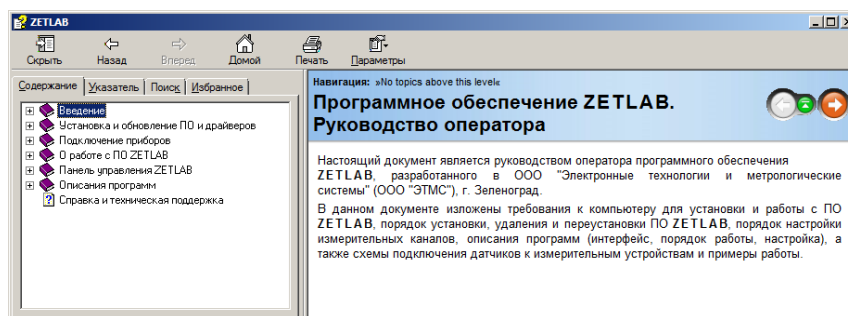 ZETLAB
Скрыть Назад Вперед Домой Печать Параметры
Содержание Указатель Поиск Избранное
Введение
Установка и обновление ПО и драйверов
Подключение приборов
О работе с ПО ZETLAB
Панель управления ZETLAB
Описания программ
Справка и техническая поддержка
Навигация: »No topics above this level«
Программное обеспечение ZETLAB.
Руководство оператора
Настоящий документ является руководством оператора программного обеспечения
ZETLAB, разработанного в ООО "Электронные технологии и метрологические
системы" (ООО "ЭТМС"), г. Зеленоград.
В данном документе изложены требования к компьютеру для установки и работы с ПО
ZETLAB, порядок установки, удаления и переустановки ПО ZETLAB, порядок настройки
измерительных каналов, описания программ (интерфейс, порядок работы, настройка), а
также схемы подключения датчиков к измерительным устройствам и примеры работы.